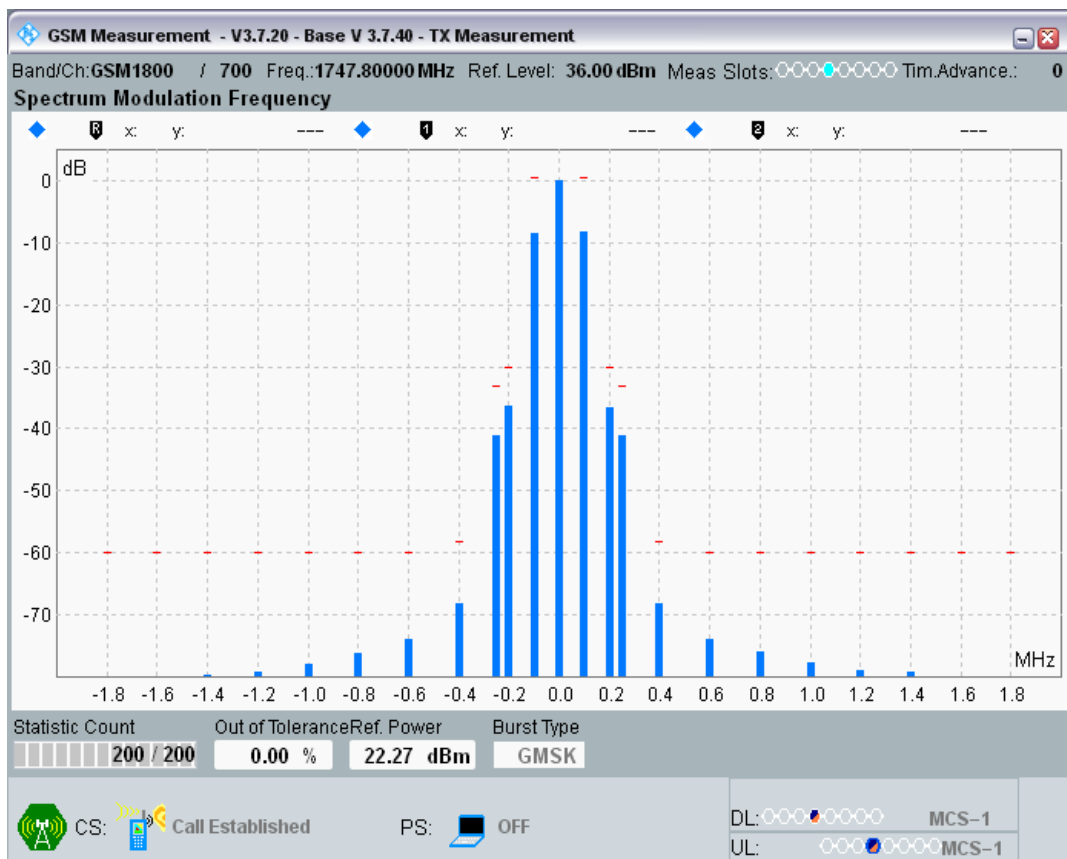 GSM Measurement - V3.7.20 - Base V 3.7.40 - TX Measurement
Band/Ch:GSM1800 / 700 Freq.:1747.80000 MHz Ref. Level: 36.00 dBm Meas Slots: Tim.Advance.: 0
Spectrum Modulation Frequency
R x: y: --- 1 x: y: --- 2 x: y: ---
dB
0
-10
-20
-30
-40
-50
-60
-70
MHz
-1.8 -1.6 -1.4 -1.2 -1.0 -0.8 -0.6 -0.4 -0.2 0.0 0.2 0.4 0.6 0.8 1.0 1.2 1.4 1.6 1.8
Statistic Count Out of Tolerance Ref. Power Burst Type
200 / 200 0.00 % 22.27 dBm GMSK
CS: Call Established PS: OFF DL: MCS-1
UL: MCS-1